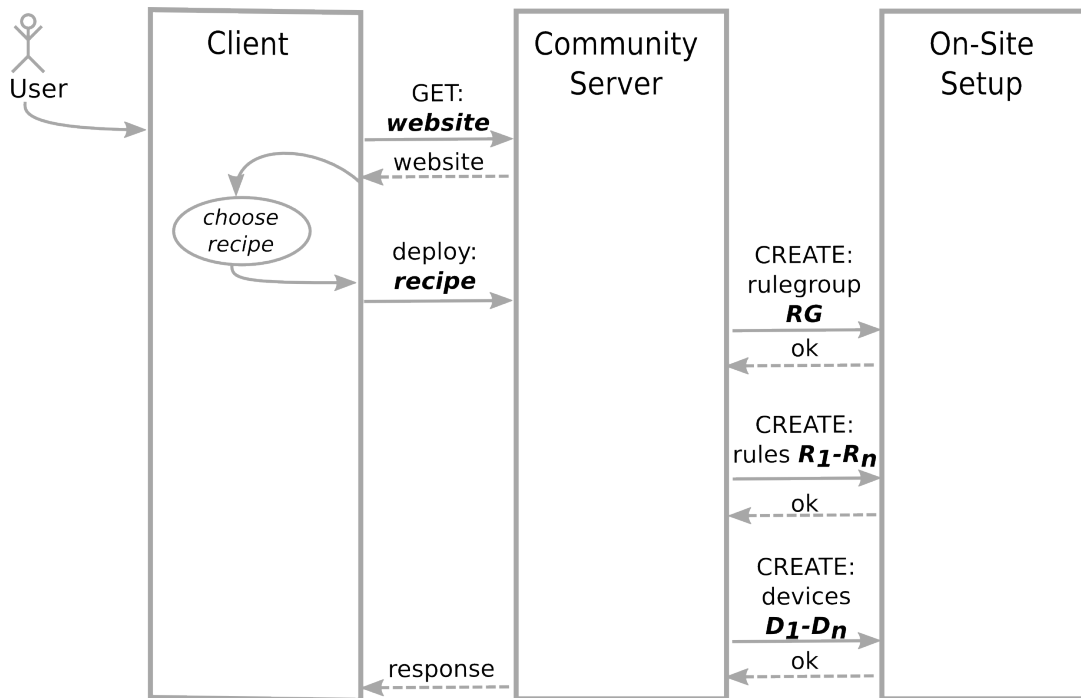 User
Client
Community
Server
On-Site
Setup
GET:
website
website
choose
recipe
deploy:
recipe
CREATE:
rulegroup
RG
ok
CREATE:
rules R1-Rn
ok
CREATE:
devices
D1-Dn
ok
response